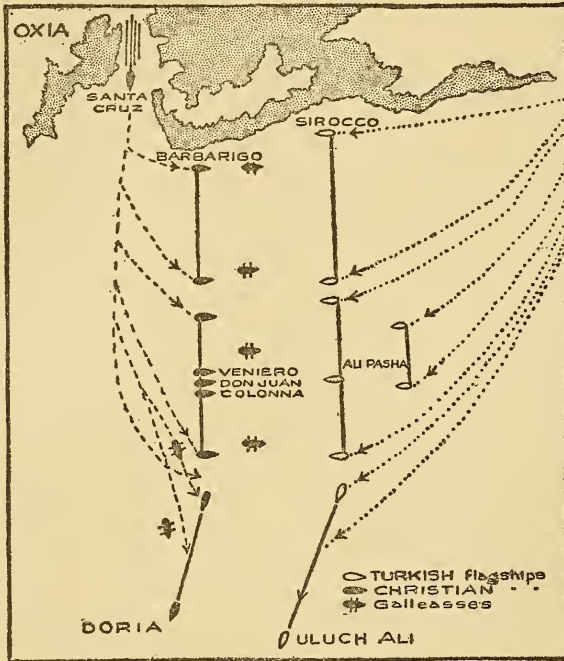 OXIA
SANTA
CRUZ
SIROCCO
BARBARIGO
VENIERO
DON JUAN
COLONNA
ALI PASHA
TURKISH flagships
CHRISTIAN " "
Galleasses
DORIA
ULUCH ALI